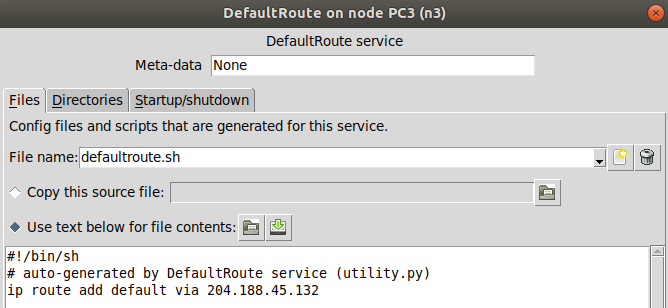 DefaultRoute on node PC3 (n3)
DefaultRoute service
Meta-data None
Files Directories Startup/shutdown
Config files and scripts that are generated for this service.
File name: defaultroute.sh
Copy this source file:
Use text below for file contents:
#!/bin/sh
# auto-generated by DefaultRoute service (utility.py)
ip route add default via 204.188.45.132